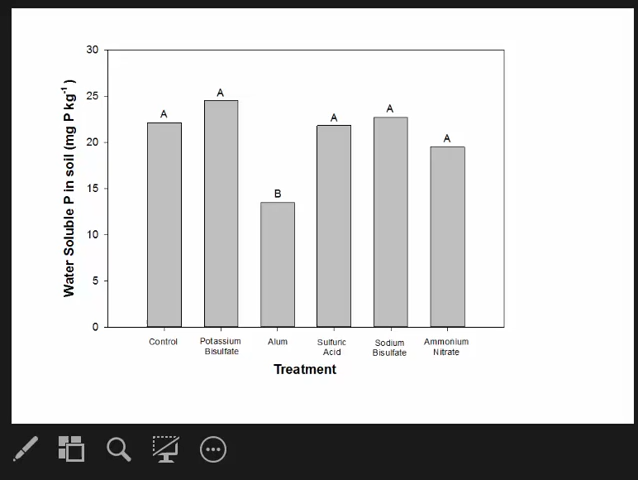 30
25
20
15
10
5
0
Water Soluble P in soil (mg P kg⁻¹)
A
A
B
A
A
A
Control
Potassium
Bisulfate
Alum
Sulfuric
Acid
Sodium
Bisulfate
Ammonium
Nitrate
Treatment